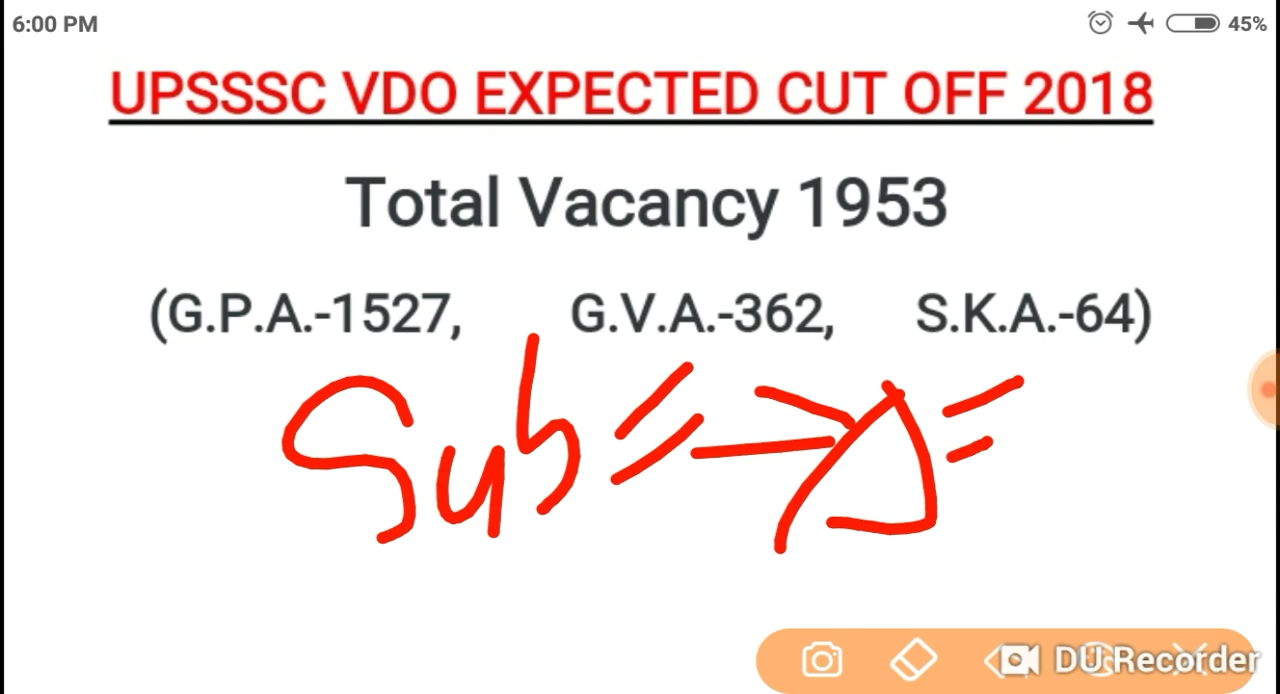 6:00 PM 45%
UPSSSC VDO EXPECTED CUT OFF 2018
Total Vacancy 1953
(G.P.A.-1527, G.V.A.-362, S.K.A.-64)
Sub
DU Recorder